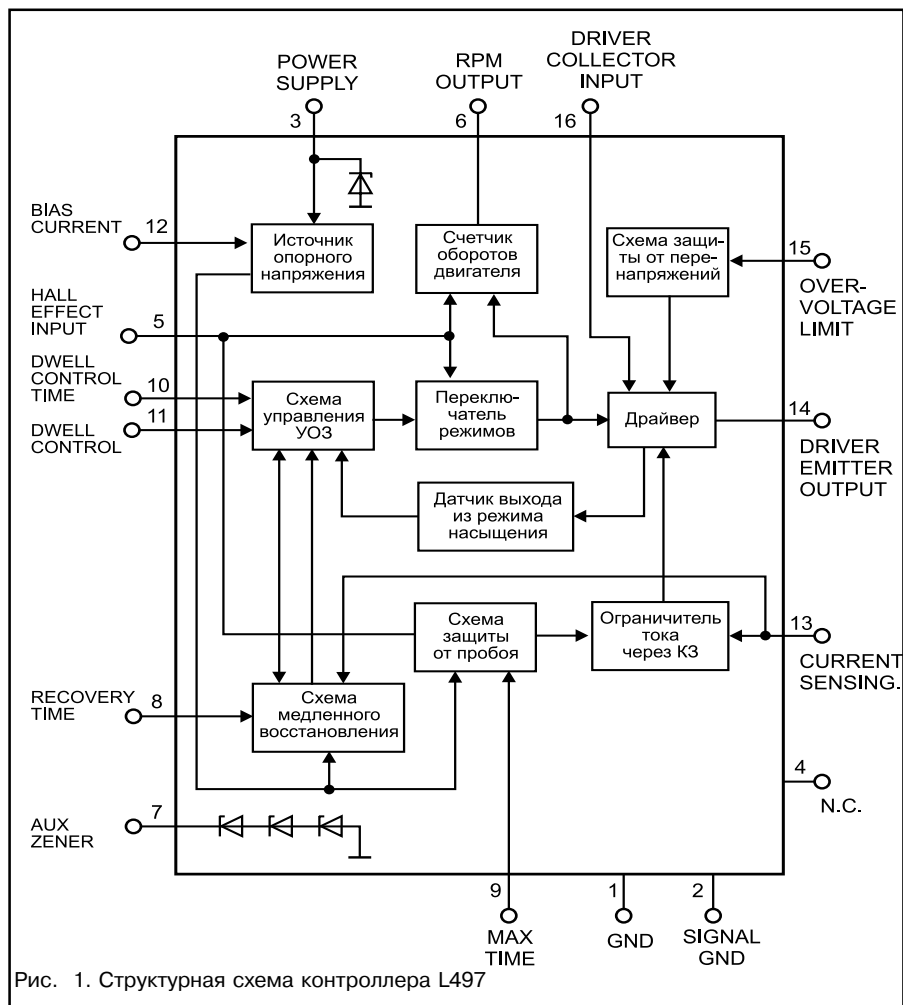 POWER
SUPPLY
3
RPM
OUTPUT
6
DRIVER
COLLECTOR
INPUT
16
BIAS
CURRENT
12
Источник
опорного
напряжения
Счетчик
оборотов
двигателя
Схема защи-
ты от пере-
напряжений
15
OVER-
VOLTAGE
LIMIT
HALL
EFFECT
INPUT
5
DWELL
CONTROL
TIME
10
11
DWELL
CONTROL
Схема
управления
УОЗ
Переклю-
чатель
режимов
Драйвер
14
DRIVER
EMITTER
OUTPUT
Датчик выхода
из режима
насыщения
Схема
защиты
от пробоя
Ограничитель
тока
через КЗ
13
CURRENT
SENSING.
RECOVERY
TIME
8
Схема
медленного
восстановления
4
N.C.
AUX
ZENER
7
9
MAX
TIME
1
GND
2
SIGNAL
GND
Рис. 1. Структурная схема контроллера L497